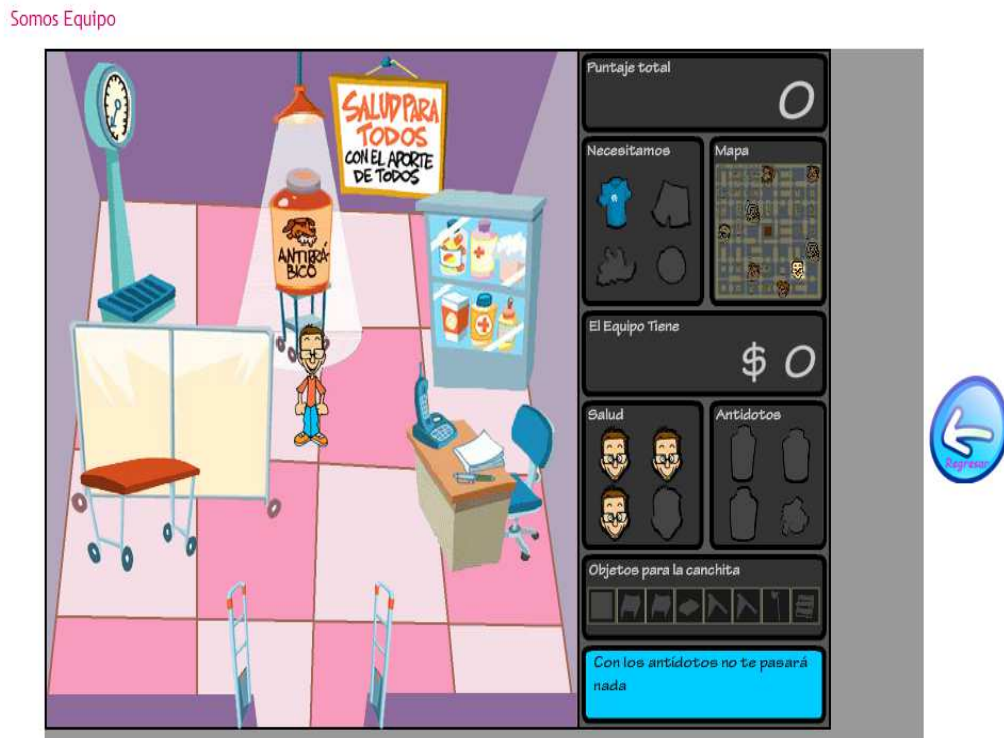 Somos Equipo
SALUD PARA
TODOS
CON EL APORTE
DE TODOS
ANTIRRÁ-
BICO
Puntaje total
0
Necesitamos
Mapa
El Equipo Tiene
$ 0
Salud
Antidotos
Objetos para la canchita
Con los antídotos no te pasará
nada
Regresar